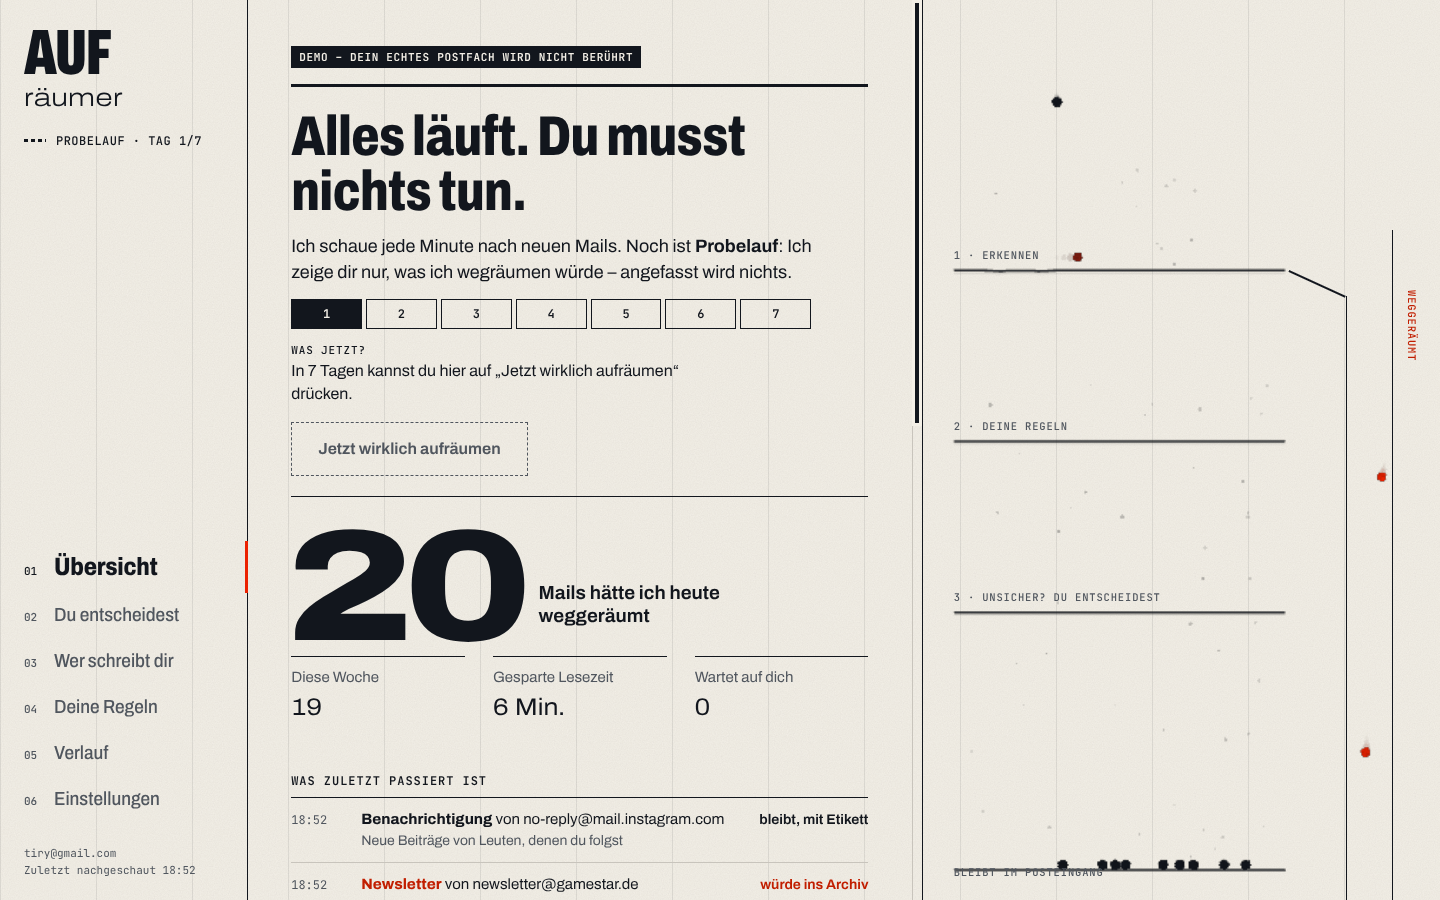 AUF
räumer
PROBELAUF · TAG 1/7
01 Übersicht
02 Du entscheidest
03 Wer schreibt dir
04 Deine Regeln
05 Verlauf
06 Einstellungen
tiry@gmail.com
Zuletzt nachgeschaut 18:52
DEMO – DEIN ECHTES POSTFACH WIRD NICHT BERÜHRT
Alles läuft. Du musst
nichts tun.
Ich schaue jede Minute nach neuen Mails. Noch ist Probelauf: Ich
zeige dir nur, was ich wegräumen würde – angefasst wird nichts.
1 2 3 4 5 6 7
WAS JETZT?
In 7 Tagen kannst du hier auf „Jetzt wirklich aufräumen“
drücken.
Jetzt wirklich aufräumen
20
Mails hätte ich heute
weggeräumt
Diese Woche
19
Gesparte Lesezeit
6 Min.
Wartet auf dich
0
WAS ZULETZT PASSIERT IST
18:52 Benachrichtigung von no-reply@mail.instagram.com bleibt, mit Etikett
Neue Beiträge von Leuten, denen du folgst
18:52 Newsletter von newsletter@gamestar.de würde ins Archiv
1 · ERKENNEN
2 · DEINE REGELN
3 · UNSICHER? DU ENTSCHEIDEST
BLEIBT IM POSTEINGANG
WEGGERÄUMT